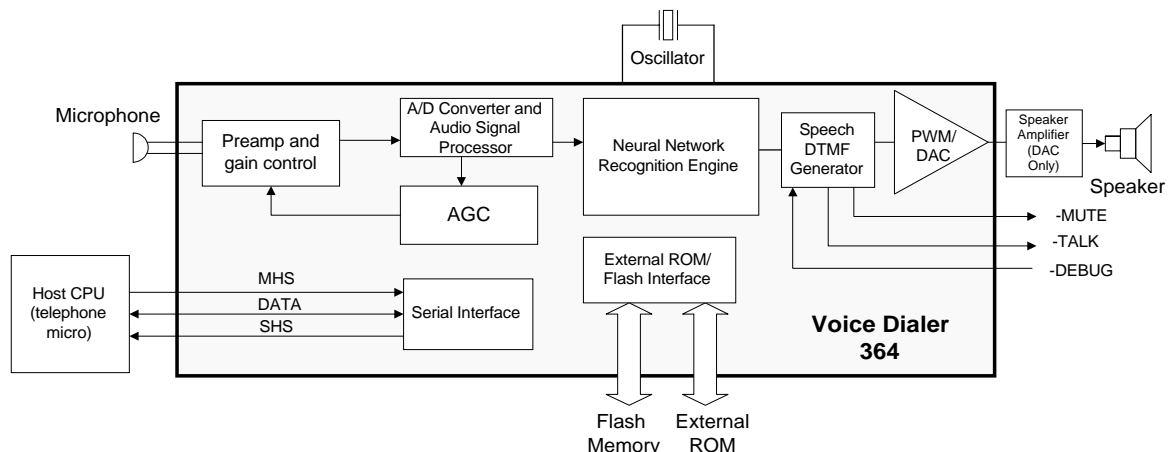 Oscillator
Microphone
Preamp and
gain control
A/D Converter and
Audio Signal
Processor
AGC
Neural Network
Recognition Engine
Speech
DTMF
Generator
PWM/
DAC
Speaker
Amplifier
(DAC
Only)
Speaker
-MUTE
-TALK
-DEBUG
Host CPU
(telephone
micro)
MHS
DATA
SHS
Serial Interface
External ROM/
Flash Interface
Voice Dialer
364
Flash
Memory
External
ROM